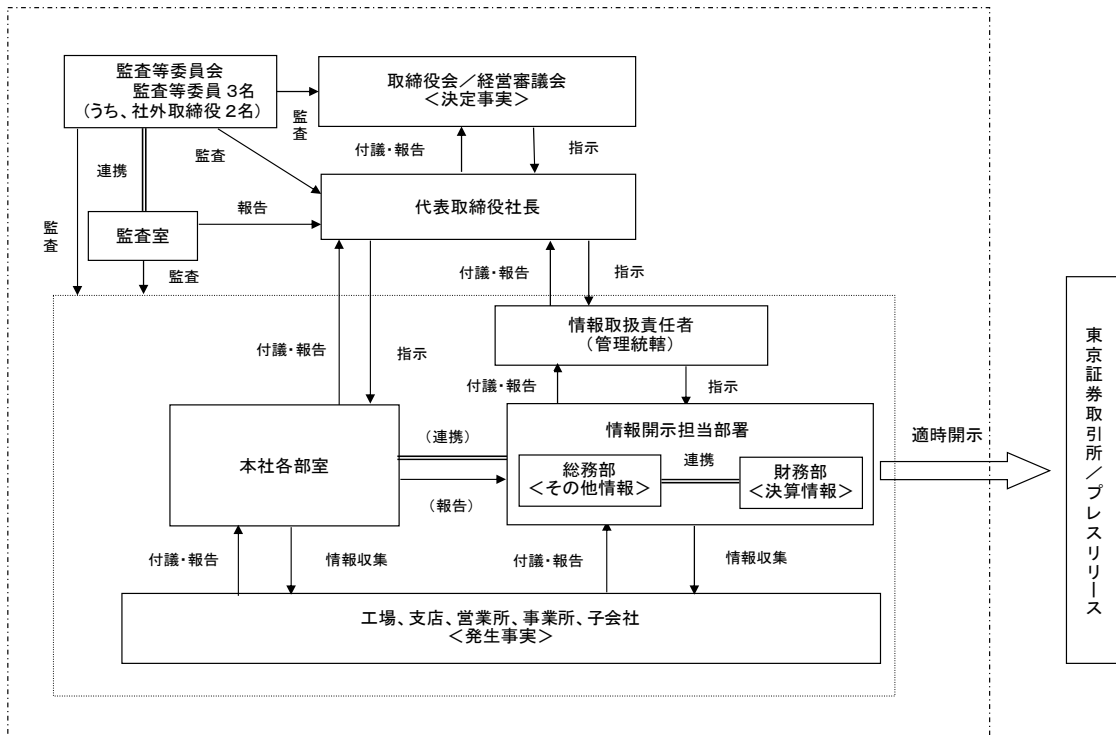 監査等委員会
監査等委員3名
(うち、社外取締役2名)
取締役会／経営審議会
＜決定事実＞
監査
付議・報告
指示
監査
連携
代表取締役社長
報告
監査室
監査
監査
付議・報告
指示
情報取扱責任者
(管理統轄)
付議・報告
指示
付議・報告
指示
本社各部室
(連携)
(報告)
情報開示担当部署
総務部
＜その他情報＞
連携
財務部
＜決算情報＞
適時開示
東京証券取引所／プレスリリース
付議・報告
情報収集
付議・報告
情報収集
工場、支店、営業所、事業所、子会社
＜発生事実＞